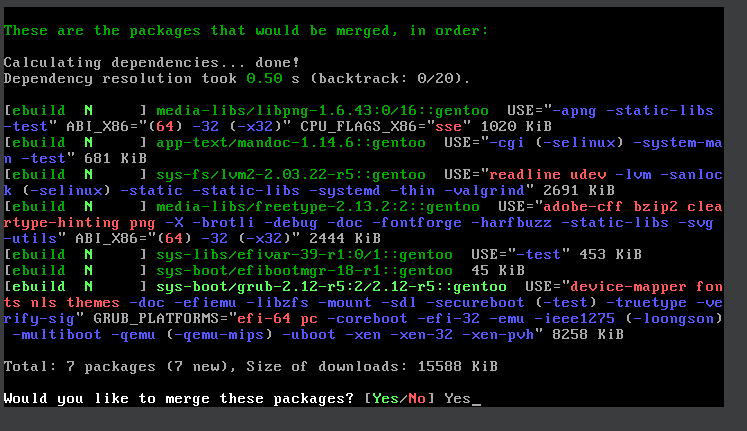 These are the packages that would be merged, in order:
Calculating dependencies... done!
Dependency resolution took 0.50 s (backtrack: 0/20).
[ebuild  N     ] media-libs/libpng-1.6.43:0/16::gentoo  USE="-apng -static-libs
-test" ABI_X86="(64) -32 (-x32)" CPU_FLAGS_X86="sse" 1020 KiB
[ebuild  N     ] app-text/mandoc-1.14.6::gentoo  USE="-cgi (-selinux) -system-ma
n -test" 681 KiB
[ebuild  N     ] sys-fs/lvm2-2.03.22-r5::gentoo  USE="readline udev -lvm -sanloc
k (-selinux) -static -static-libs -systemd -thin -valgrind" 2691 KiB
[ebuild  N     ] media-libs/freetype-2.13.2:2::gentoo  USE="adobe-cff bzip2 clea
rtype-hinting png -X -brotli -debug -doc -fontforge -harfbuzz -static-libs -svg
-utils" ABI_X86="(64) -32 (-x32)" 2444 KiB
[ebuild  N     ] sys-libs/efivar-39-r1:0/1::gentoo  USE="-test" 453 KiB
[ebuild  N     ] sys-boot/efibootmgr-18-r1::gentoo  45 KiB
[ebuild  N     ] sys-boot/grub-2.12-r5:2/2.12-r5::gentoo  USE="device-mapper fon
ts nls themes -doc -efiemu -libzfs -mount -sdl -secureboot (-test) -truetype -ve
rify-sig" GRUB_PLATFORMS="efi-64 pc -coreboot -efi-32 -emu -ieee1275 (-loongson)
-multiboot -qemu (-qemu-mips) -uboot -xen -xen-32 -xen-pvh" 8258 KiB
Total: 7 packages (7 new), Size of downloads: 15588 KiB
Would you like to merge these packages? [Yes/No] Yes_